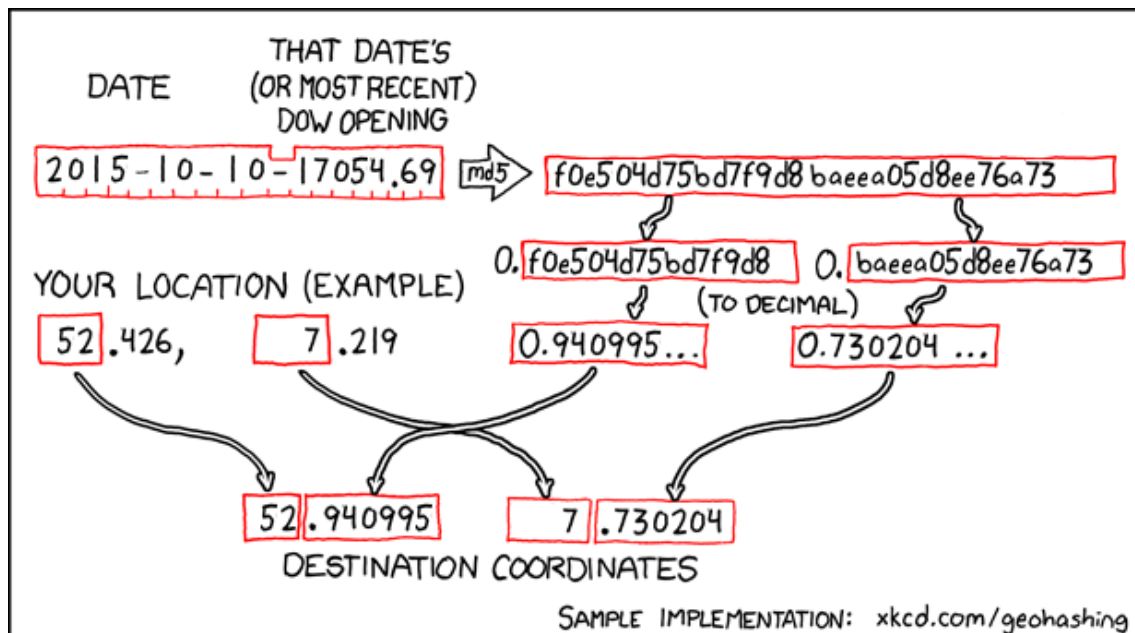 DATE
THAT DATE'S
(OR MOST RECENT)
DOW OPENING
2015-10-10-17054.69
md5
f0e504d75bd7f9d8baeea05d8ee76a73
0.f0e504d75bd7f9d8
0.baeea05d8ee76a73
YOUR LOCATION (EXAMPLE)
(TO DECIMAL)
52.426, 7.219
0.940995...
0.730204...
52.940995
7.730204
DESTINATION COORDINATES
SAMPLE IMPLEMENTATION: xkcd.com/geohashing